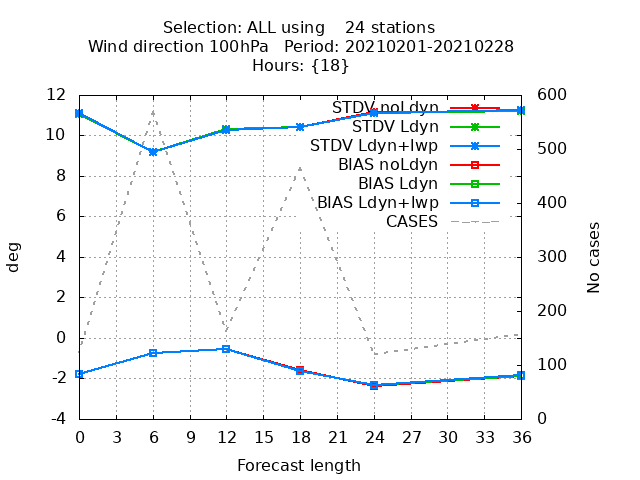 Selection: ALL using    24 stations
Wind direction 100hPa   Period: 20210201-20210228
Hours: {18}
12
10
8
6
4
2
0
-2
-4
deg
STDV noLdyn
STDV Ldyn
STDV Ldyn+lwp
BIAS noLdyn
BIAS Ldyn
BIAS Ldyn+lwp
CASES
600
500
400
300
200
100
0
No cases
0 3 6 9 12 15 18 21 24 27 30 33 36
Forecast length